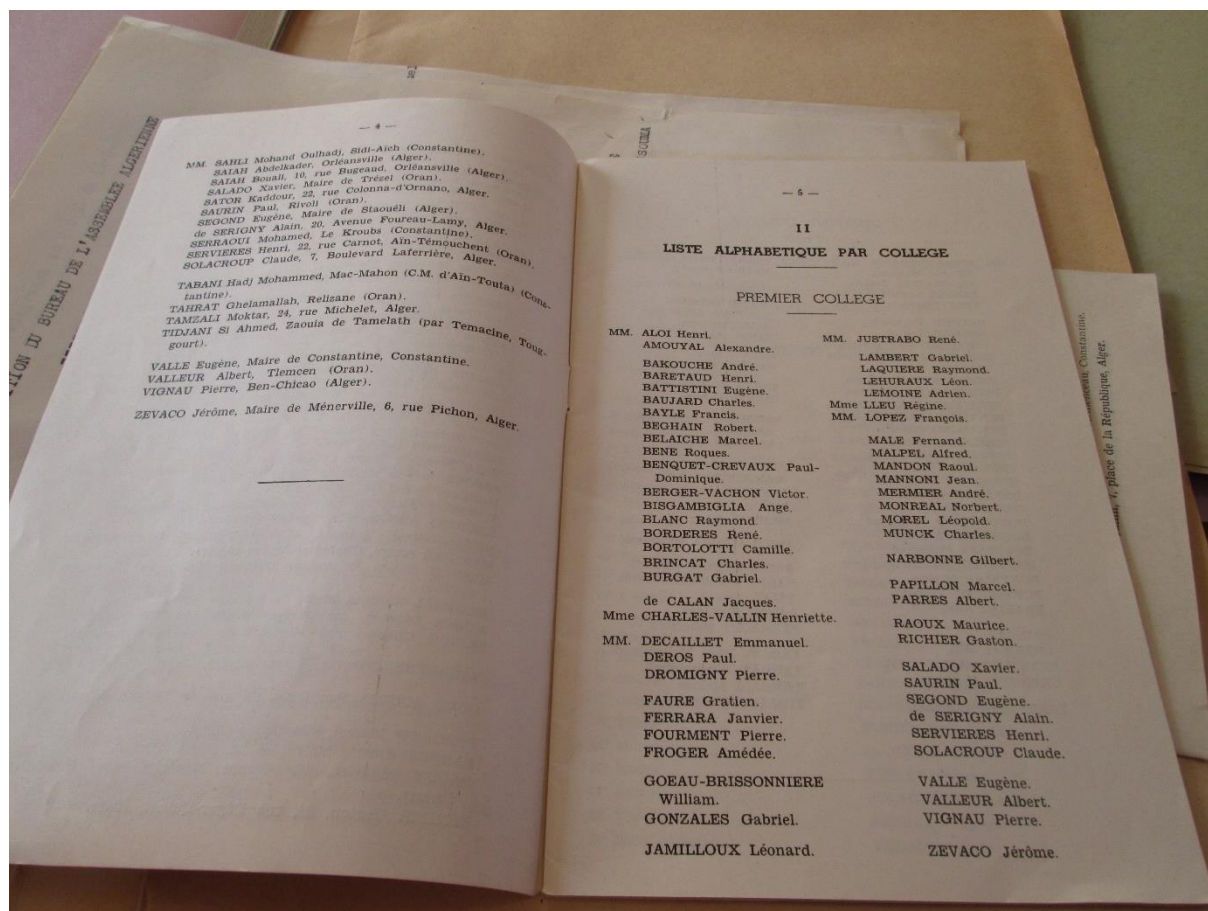 — 4 —
MM. SAHLI Mohand Oulhadj, Sidi-Aich (Constantine).
SAIAH Abdelkader, Orléansville (Alger).
SAIAH Bouali, 10, rue Bugeaud, Orléansville (Alger).
SALADO Xavier, Maire de Trézel (Oran).
SATOR Kaddour, 22, rue Colonna-d'Ornano, Alger.
SAURIN Paul, Rivoli (Oran).
SEGOND Eugène, Maire de Staouéli (Alger).
de SERIGNY Alain, 20, Avenue Foureau-Lamy, Alger.
SERRAOUI Mohamed, Le Kroubs (Constantine).
SERVIERES Henri, 22, rue Carnot, Aïn-Témouchent (Oran).
SOLACROUP Claude, 7, Boulevard Laferrière, Alger.
TABANI Hadj Mohammed, Mac-Mahon (C.M. d'Aïn-Touta) (Cons-
tantine).
TAHRAT Ghelamallah, Relizane (Oran).
TAMZALI Moktar, 24, rue Michelet, Alger.
TIDJANI Si Ahmed, Zaouia de Tamelath (par Temacine, Toug-
gourt).
VALLE Eugène, Maire de Constantine, Constantine.
VALLEUR Albert, Tlemcen (Oran).
VIGNAU Pierre, Ben-Chicao (Alger).
ZEVACO Jérôme, Maire de Ménerville, 6, rue Pichon, Alger.
— 5 —
II
LISTE ALPHABETIQUE PAR COLLEGE
PREMIER COLLEGE
MM. ALOI Henri.
AMOUYAL Alexandre.
BAKOUCHE André.
BARETAUD Henri.
BATTISTINI Eugène.
BAUJARD Charles.
BAYLE Francis.
BEGHAIN Robert.
BELAICHE Marcel.
BENE Roques.
BENQUET-CREVAUX Paul-
Dominique.
BERGER-VACHON Victor.
BISGAMBIGLIA Ange.
BLANC Raymond.
BORDERES René.
BORTOLOTTI Camille.
BRINCAT Charles.
BURGAT Gabriel.
de CALAN Jacques.
Mme CHARLES-VALLIN Henriette.
MM. DECAILLET Emmanuel.
DEROS Paul.
DROMIGNY Pierre.
FAURE Gratien.
FERRARA Janvier.
FOURMENT Pierre.
FROGER Amédée.
GOEAU-BRISSONNIERE
William.
GONZALES Gabriel.
JAMILLOUX Léonard.
MM. JUSTRABO René.
LAMBERT Gabriel.
LAQUIERE Raymond.
LEHURAUX Léon.
LEMOINE Adrien.
Mme LLEU Régine.
MM. LOPEZ François.
MALE Fernand.
MALPEL Alfred.
MANDON Raoul.
MANNONI Jean.
MERMIER André.
MONREAL Norbert.
MOREL Léopold.
MUNCK Charles.
NARBONNE Gilbert.
PAPILLON Marcel.
PARRES Albert.
RAOUX Maurice.
RICHIER Gaston.
SALADO Xavier.
SAURIN Paul.
SEGOND Eugène.
de SERIGNY Alain.
SERVIERES Henri.
SOLACROUP Claude.
VALLE Eugène.
VALLEUR Albert.
VIGNAU Pierre.
ZEVACO Jérôme.
DU BUREAU DE L'ASSEMBLEE ALGERIENNE
Constantine.
place de la République, Alger.